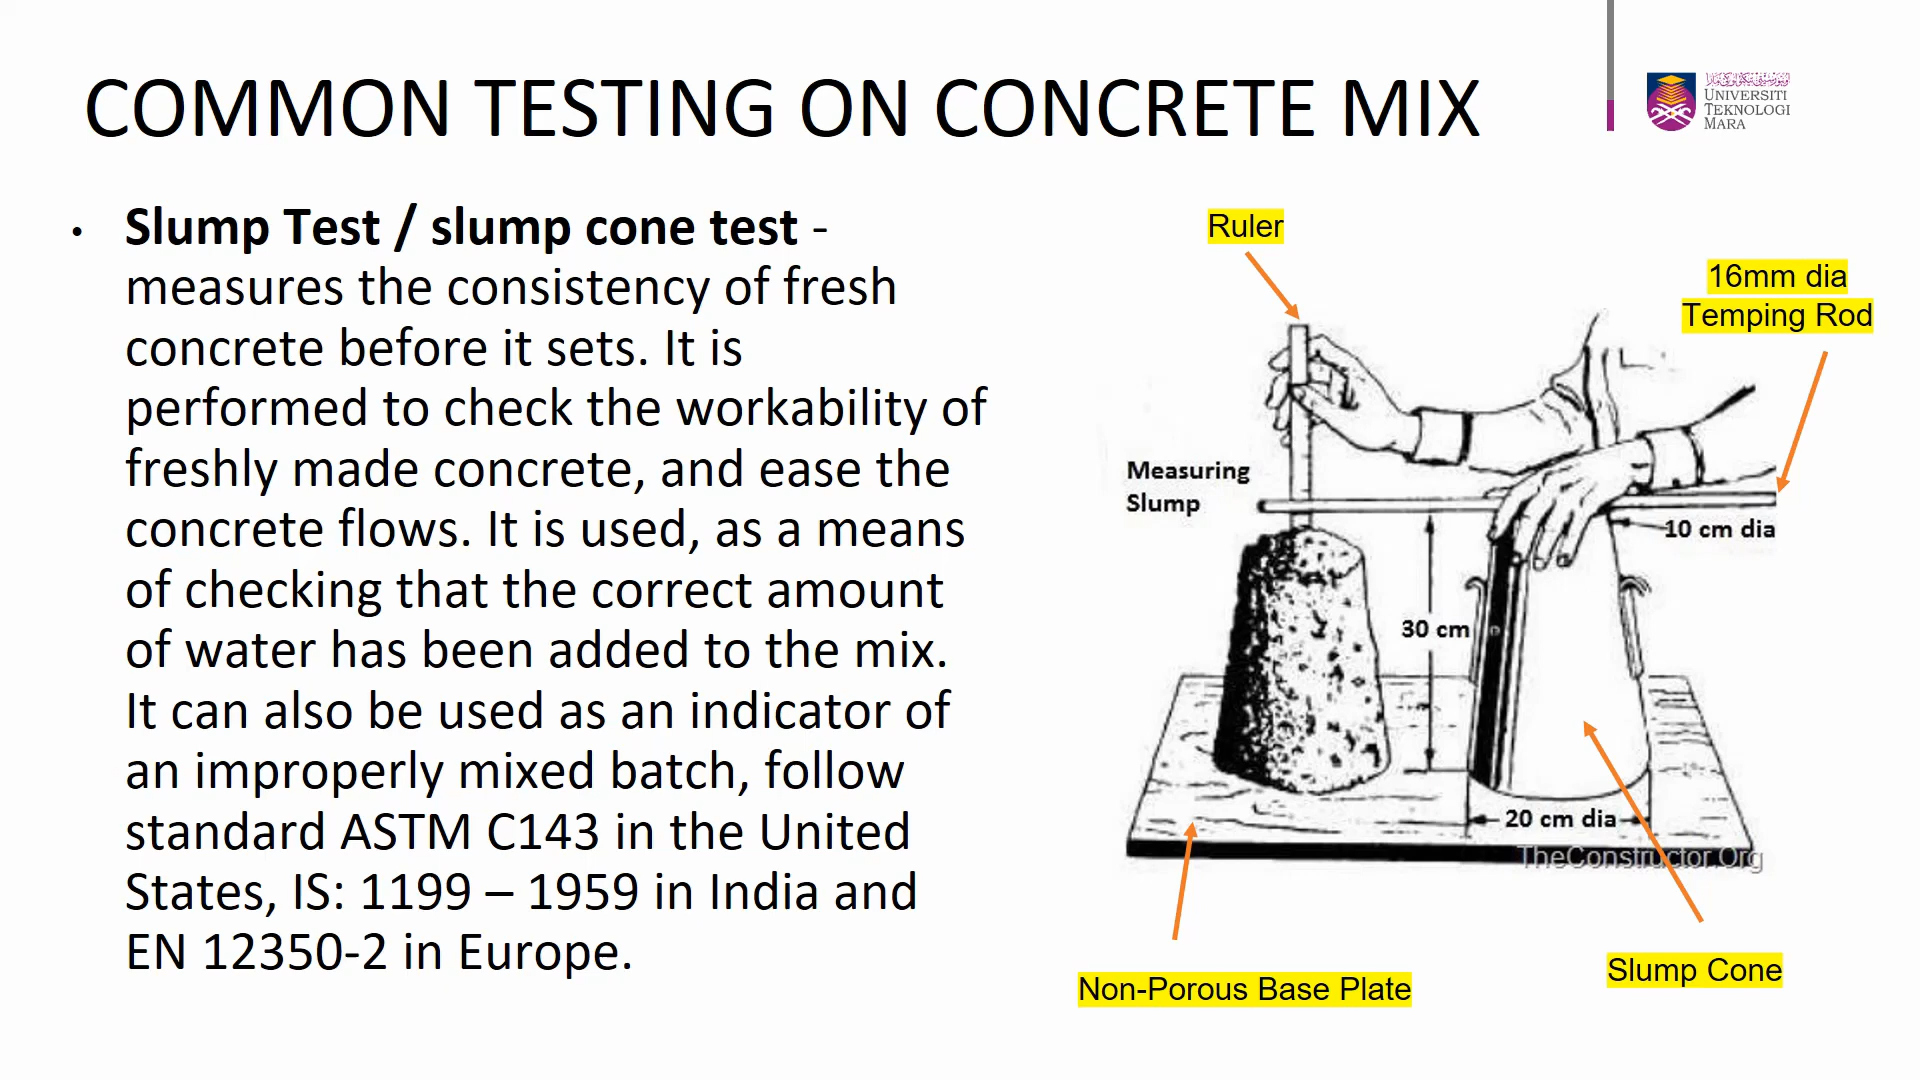 COMMON TESTING ON CONCRETE MIX
UNIVERSITI
TEKNOLOGI
MARA
• Slump Test / slump cone test -
measures the consistency of fresh
concrete before it sets. It is
performed to check the workability of
freshly made concrete, and ease the
concrete flows. It is used, as a means
of checking that the correct amount
of water has been added to the mix.
It can also be used as an indicator of
an improperly mixed batch, follow
standard ASTM C143 in the United
States, IS: 1199 – 1959 in India and
EN 12350-2 in Europe.
Ruler
16mm dia
Temping Rod
Measuring
Slump
10 cm dia
30 cm
20 cm dia
TheConstructor.Org
Slump Cone
Non-Porous Base Plate